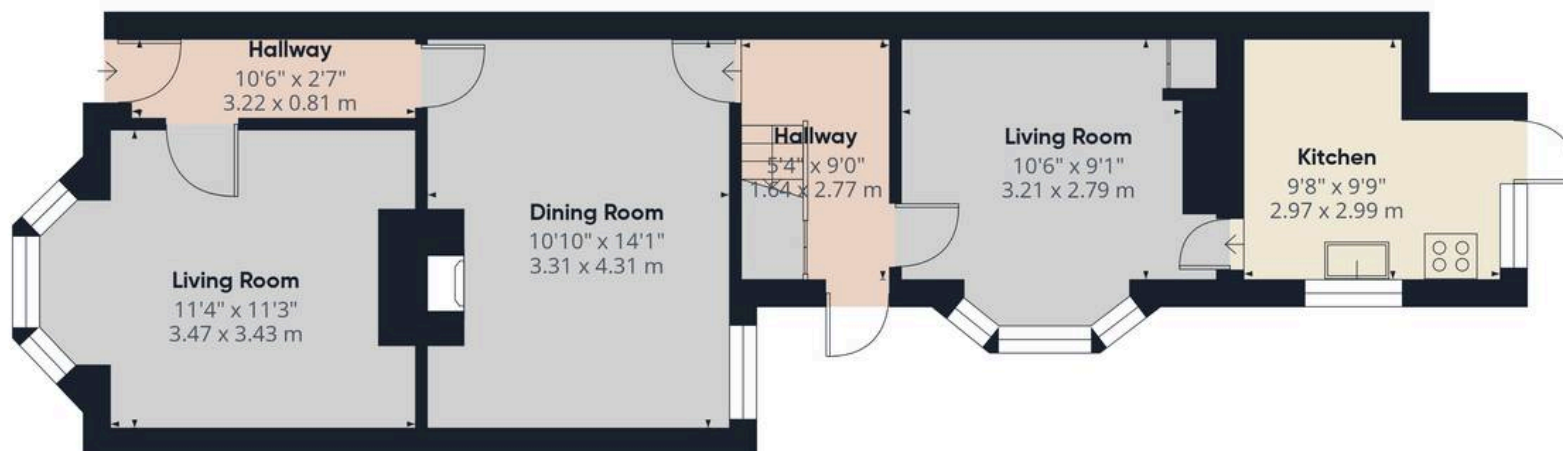 Hallway
10'6" x 2'7"
3.22 x 0.81 m
Living Room
11'4" x 11'3"
3.47 x 3.43 m
Dining Room
10'10" x 14'1"
3.31 x 4.31 m
Hallway
5'4" x 9'0"
1.64 x 2.77 m
Living Room
10'6" x 9'1"
3.21 x 2.79 m
Kitchen
9'8" x 9'9"
2.97 x 2.99 m